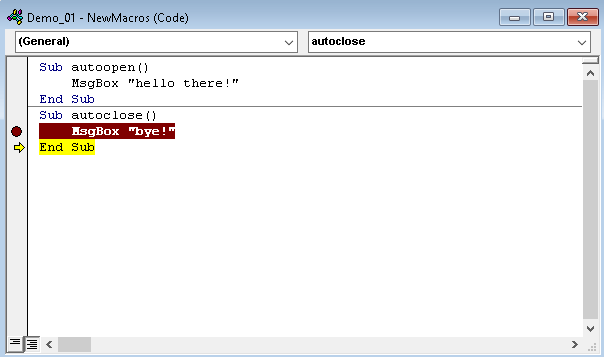 Demo_01 - NewMacros (Code)
(General) autoclose
Sub autoopen()
MsgBox "hello there!"
End Sub
Sub autoclose()
MsgBox "bye!"
End Sub